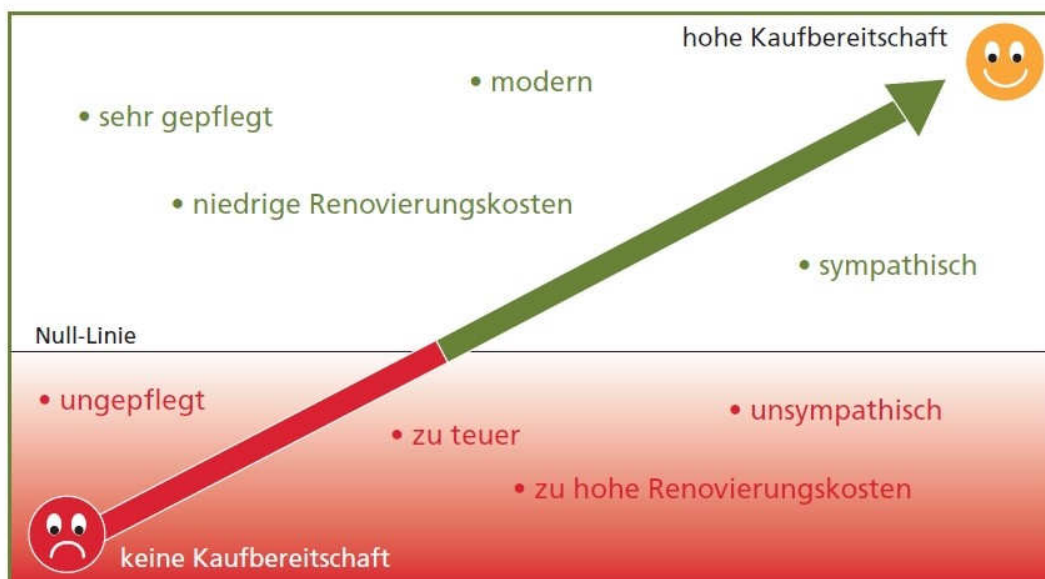 hohe Kaufbereitschaft
• modern
• sehr gepflegt
• niedrige Renovierungskosten
• sympathisch
Null-Linie
• ungepflegt
• unsympathisch
• zu teuer
• zu hohe Renovierungskosten
keine Kaufbereitschaft